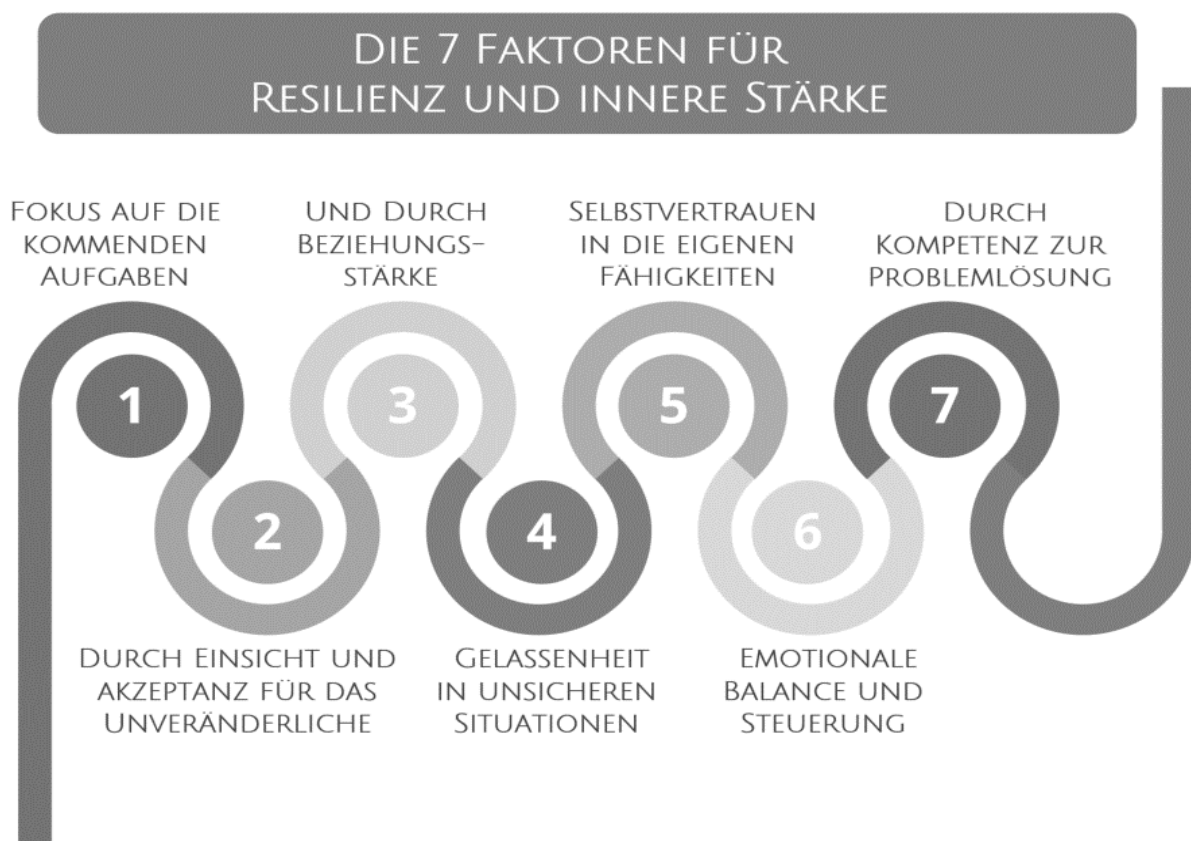 Die 7 Faktoren für
Resilienz und innere Stärke
Fokus auf die
kommenden
Aufgaben
1
Durch Einsicht und
akzeptanz für das
Unveränderliche
2
Und Durch
Beziehungs-
stärke
3
Gelassenheit
in unsicheren
Situationen
4
Selbstvertrauen
in die eigenen
Fähigkeiten
5
Emotionale
Balance und
Steuerung
6
Durch
Kompetenz zur
Problemlösung
7